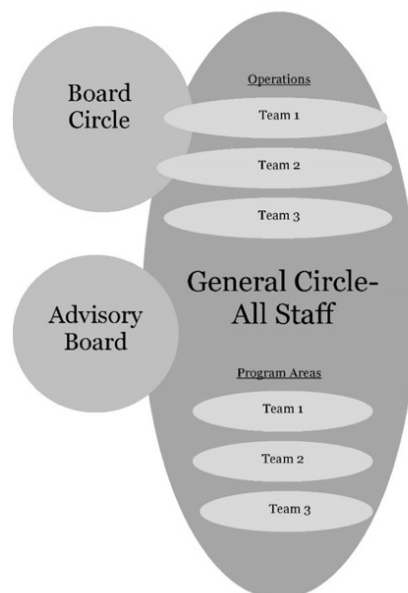 Board
Circle
Operations
Team 1
Team 2
Team 3
Advisory
Board
General Circle-
All Staff
Program Areas
Team 1
Team 2
Team 3